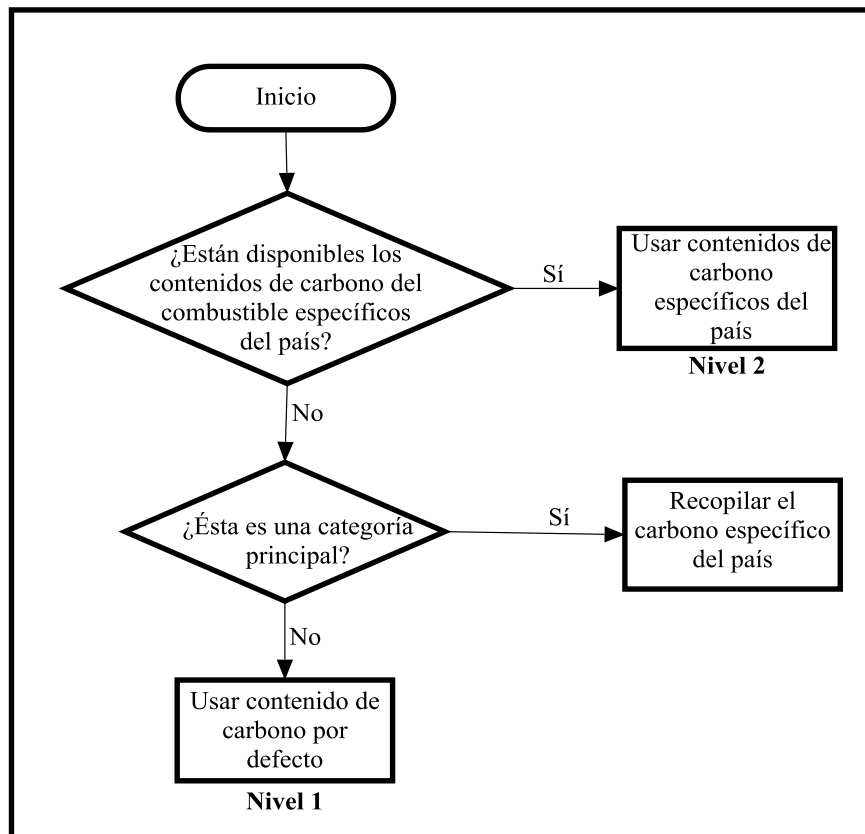 Inicio
¿Están disponibles los
contenidos de carbono del
combustible específicos
del país?
Sí
Usar contenidos de
carbono
específicos del
país
Nivel 2
No
¿Ésta es una categoría
principal?
Sí
Recopilar el
carbono específico
del país
No
Usar contenido de
carbono por
defecto
Nivel 1